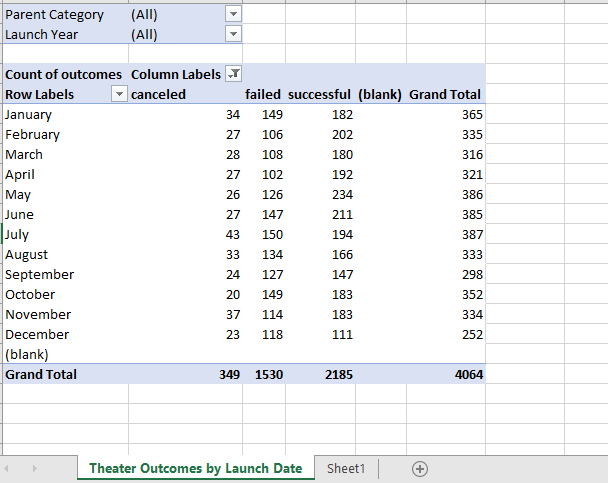 Parent Category (All)
Launch Year (All)
Count of outcomes Column Labels
Row Labels canceled failed successful (blank) Grand Total
January 34 149 182 365
February 27 106 202 335
March 28 108 180 316
April 27 102 192 321
May 26 126 234 386
June 27 147 211 385
July 43 150 194 387
August 33 134 166 333
September 24 127 147 298
October 20 149 183 352
November 37 114 183 334
December 23 118 111 252
(blank)
Grand Total 349 1530 2185 4064
Theater Outcomes by Launch Date Sheet1